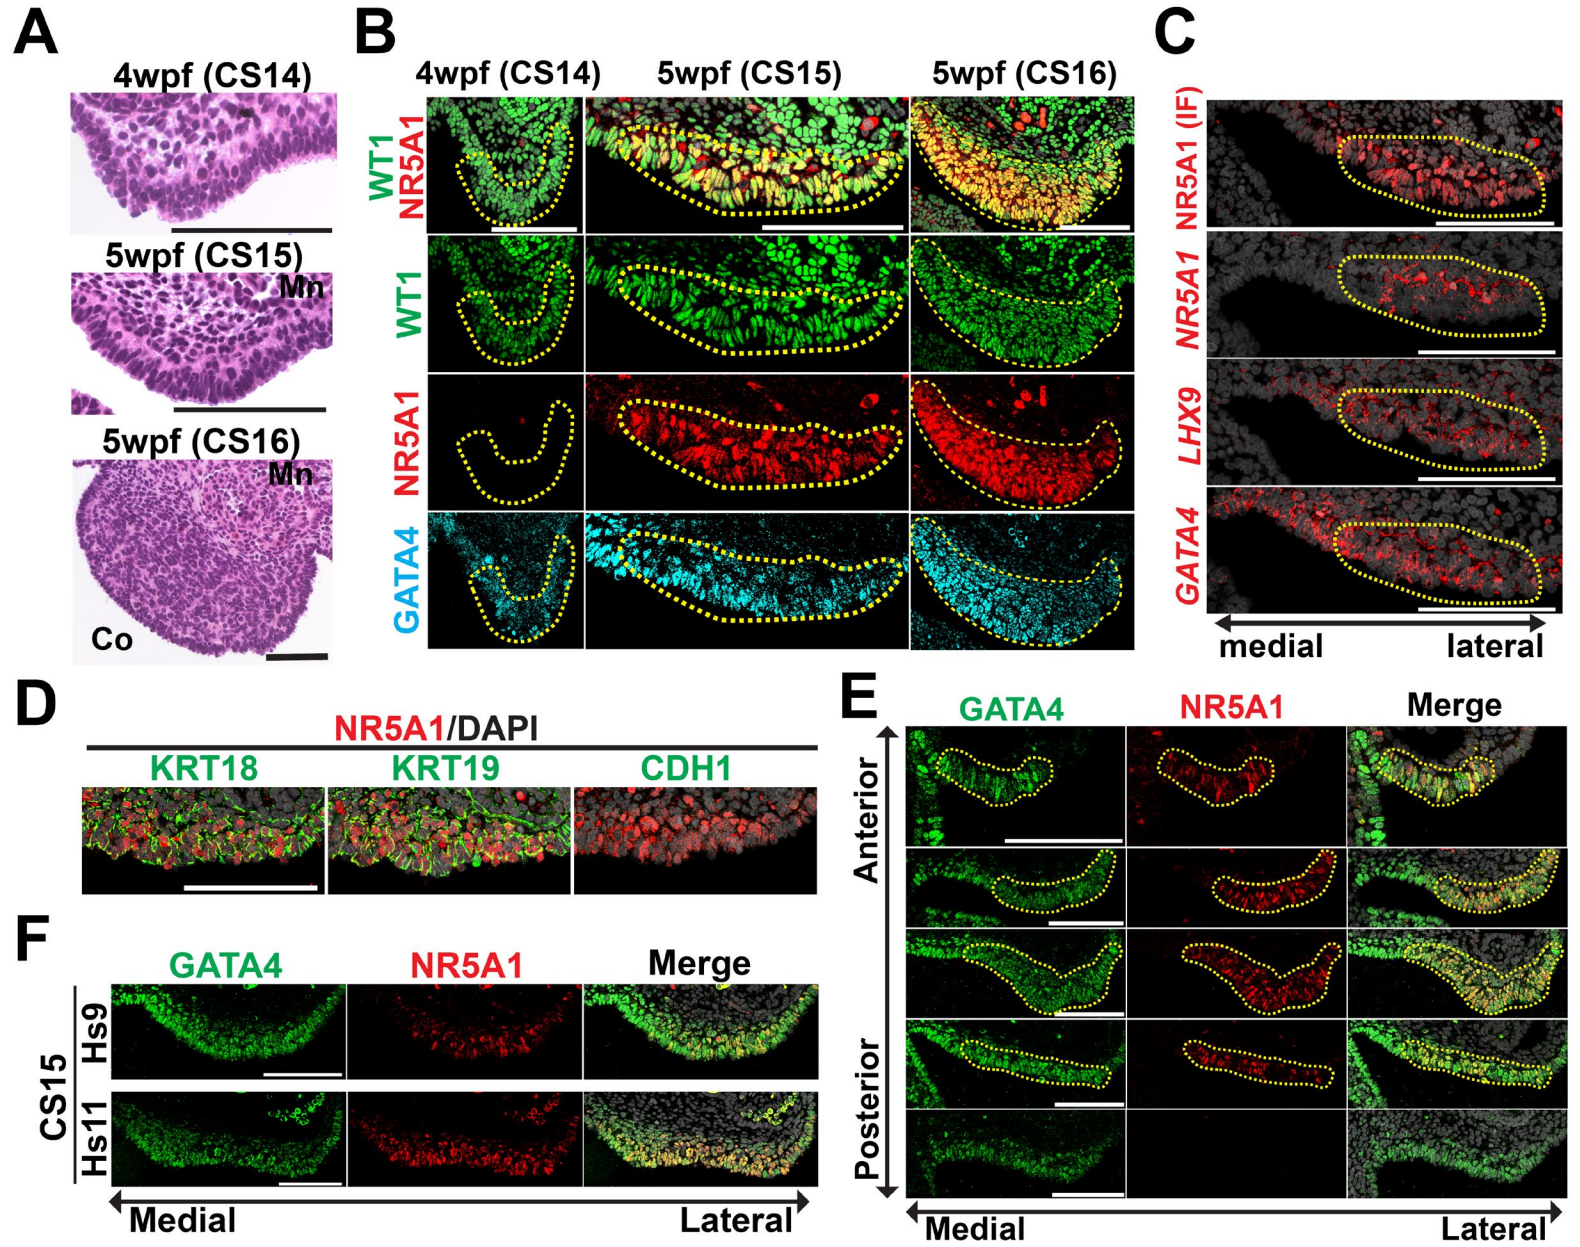 A
4wpf (CS14)
5wpf (CS15)
Mn
5wpf (CS16)
Mn
Co
B
4wpf (CS14) 5wpf (CS15) 5wpf (CS16)
WT1
NR5A1
WT1
NR5A1
GATA4
C
NR5A1 (IF)
NR5A1
LHX9
GATA4
medial lateral
D
NR5A1/DAPI
KRT18 KRT19 CDH1
E
GATA4 NR5A1 Merge
Anterior
Posterior
Medial Lateral
F
GATA4 NR5A1 Merge
CS15
Hs9
Hs11
Medial Lateral